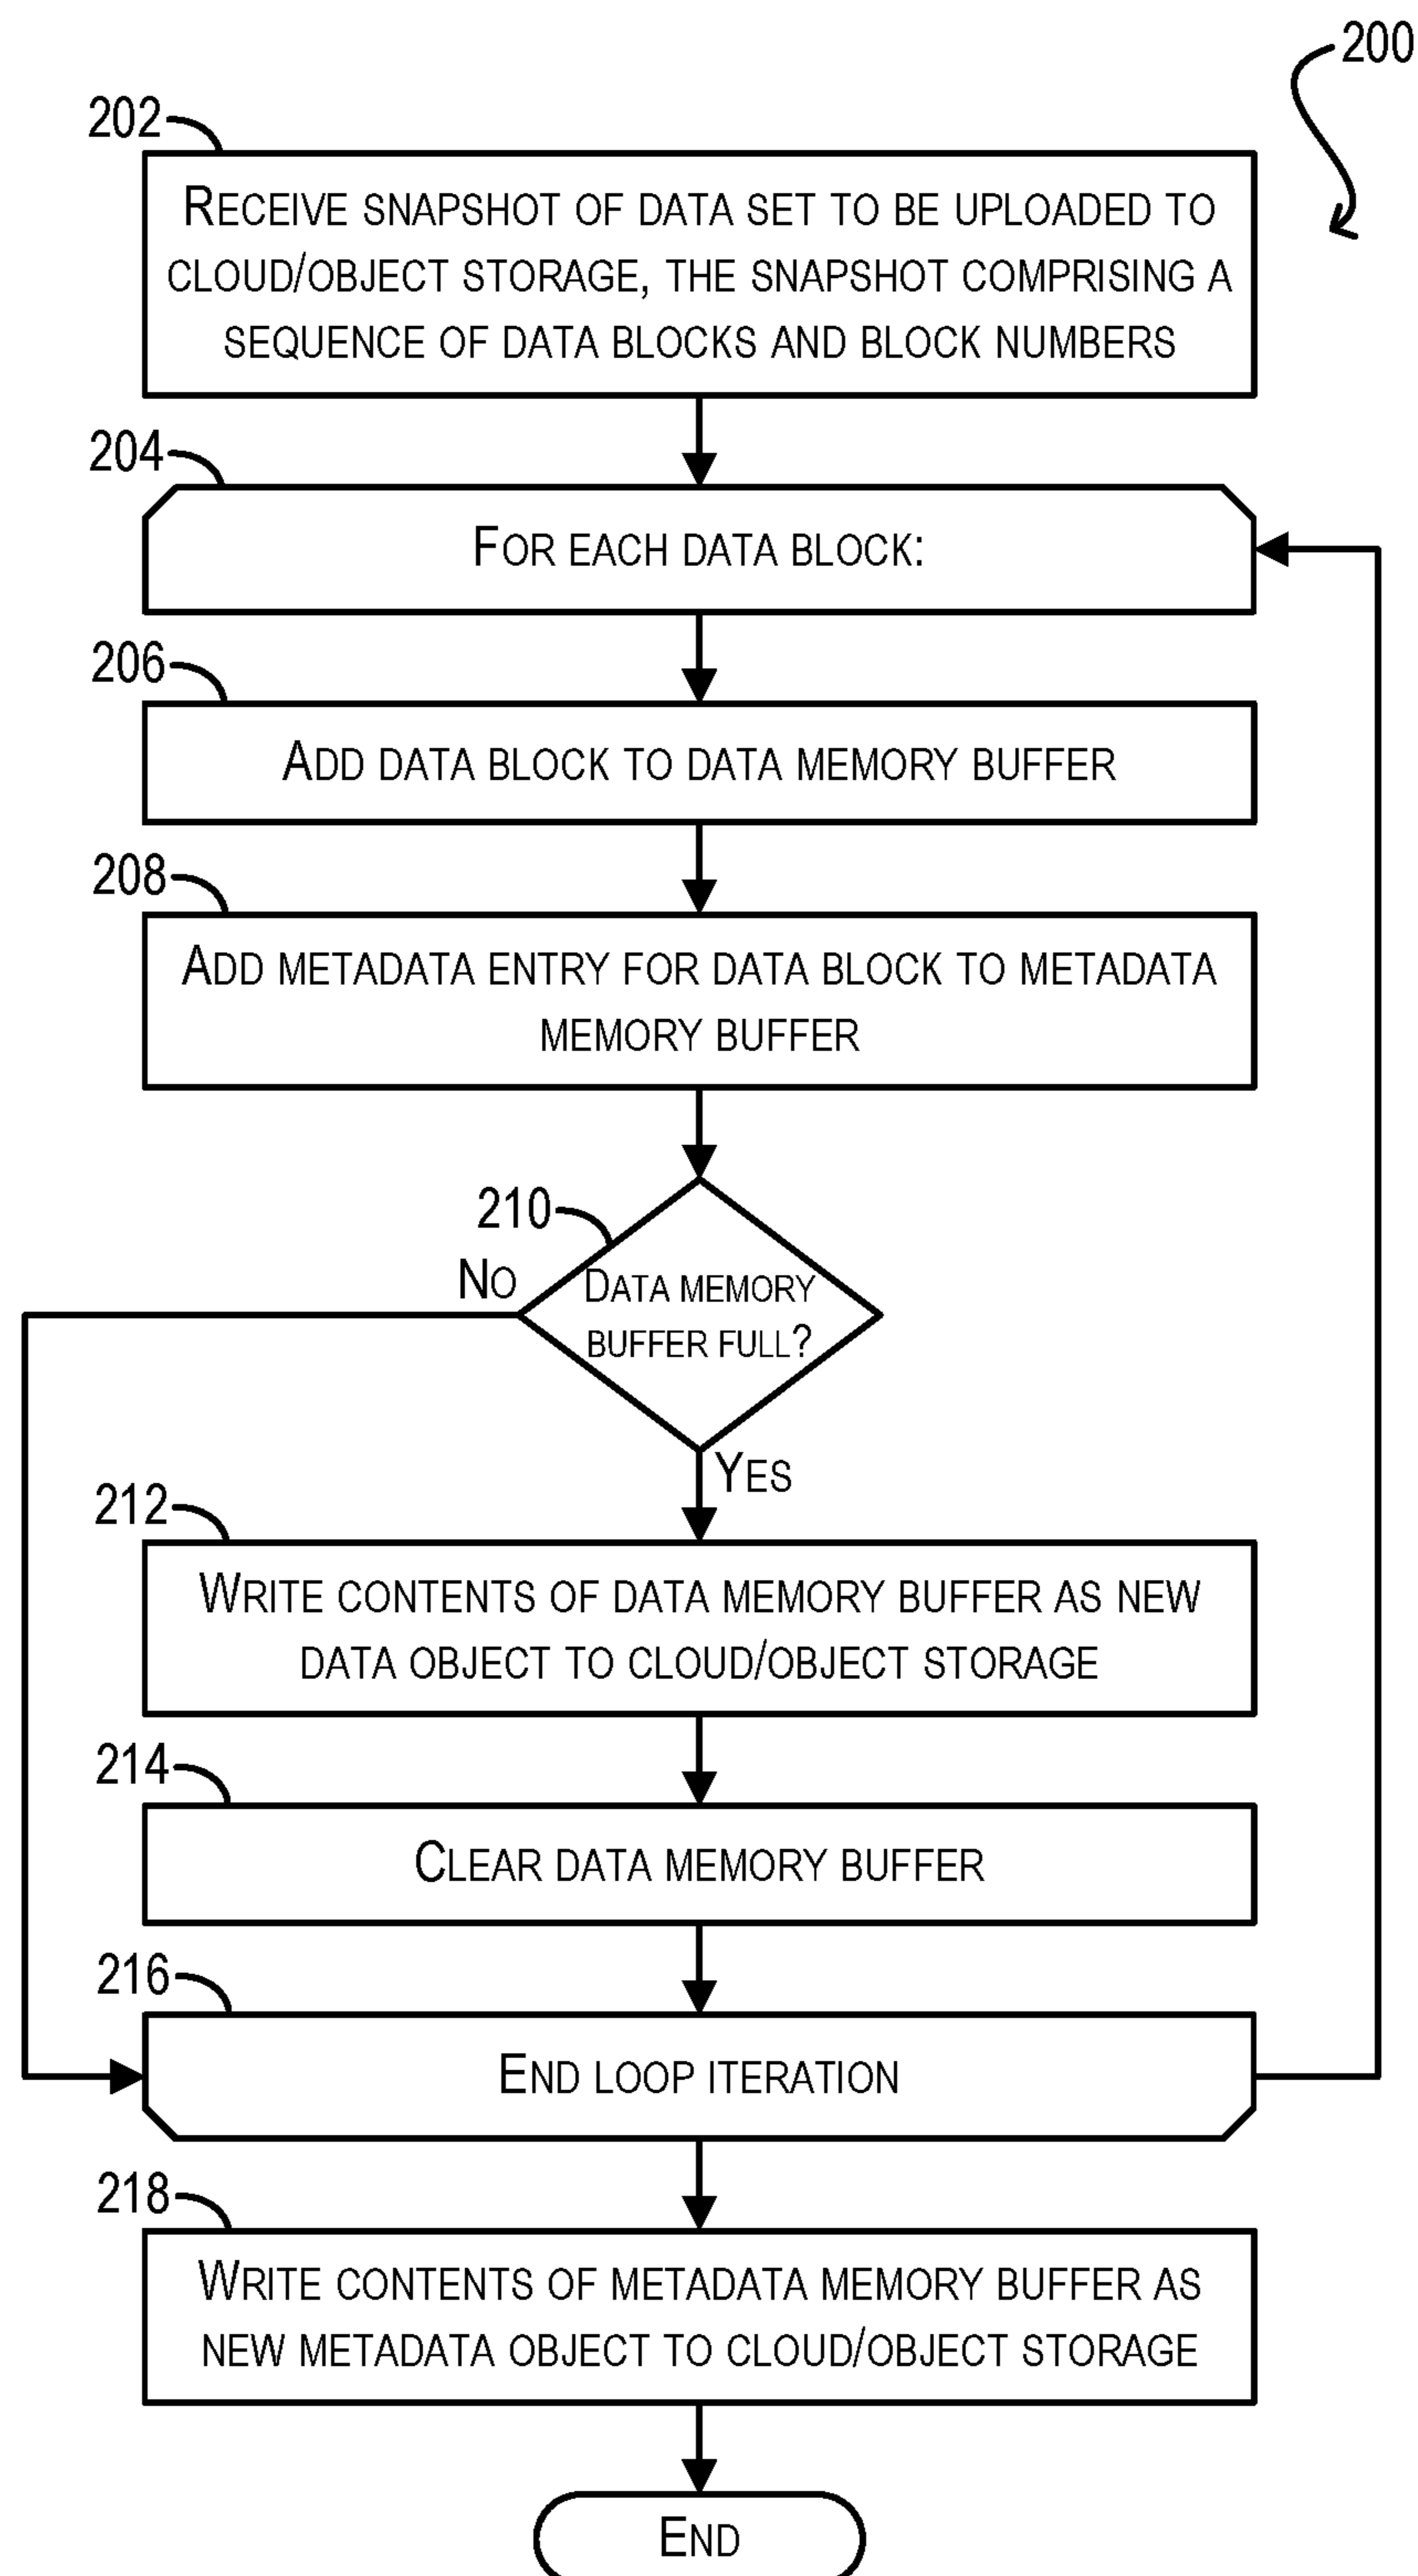 200
202
Receive snapshot of data set to be uploaded to
cloud/object storage, the snapshot comprising a
sequence of data blocks and block numbers
204
For each data block:
206
Add data block to data memory buffer
208
Add metadata entry for data block to metadata
memory buffer
210
No
Data memory
buffer full?
Yes
212
Write contents of data memory buffer as new
data object to cloud/object storage
214
Clear data memory buffer
216
End loop iteration
218
Write contents of metadata memory buffer as
new metadata object to cloud/object storage
End